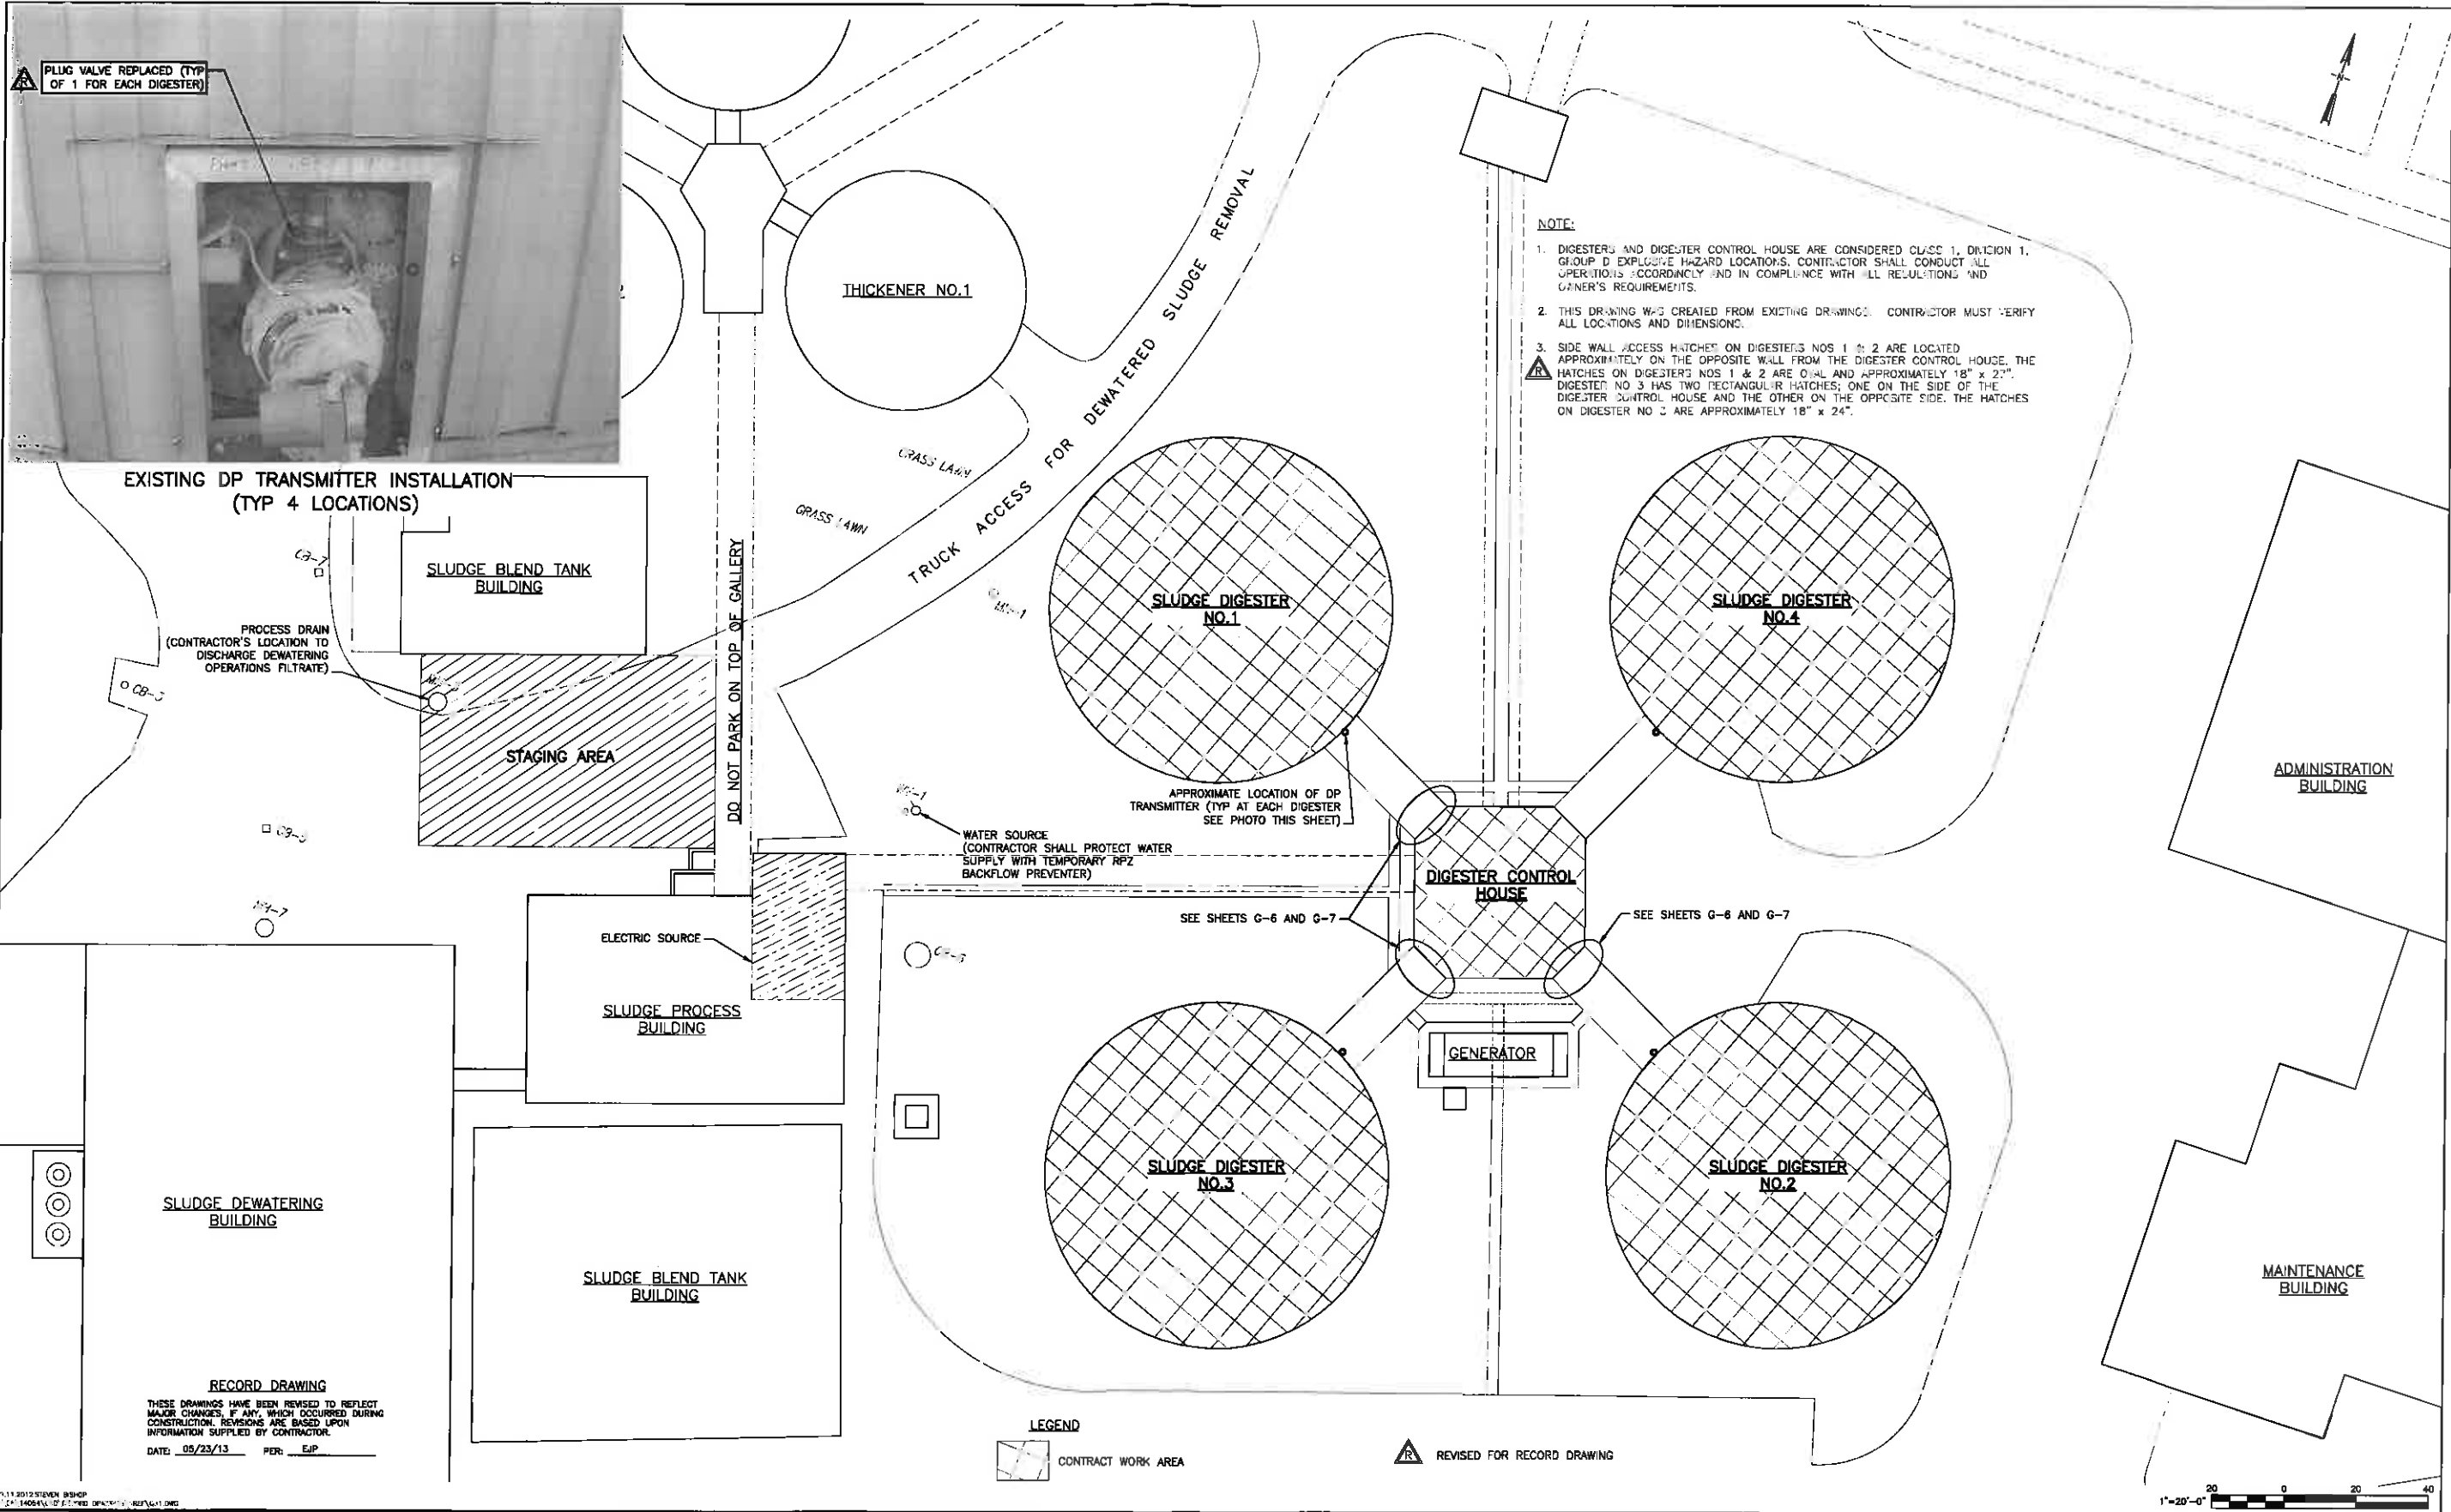 PLUG VALVE REPLACED (TYP
OF 1 FOR EACH DIGESTER)
R
EXISTING DP TRANSMITTER INSTALLATION
(TYP 4 LOCATIONS)
THICKENER NO.1
TRUCK ACCESS FOR DEWATERED SLUDGE REMOVAL
GRASS LAWN
GRASS LAWN
N
NOTE:
1. DIGESTERS AND DIGESTER CONTROL HOUSE ARE CONSIDERED CLASS 1, DIVISION 1,
GROUP D EXPLOSIVE HAZARD LOCATIONS. CONTRACTOR SHALL CONDUCT ALL
OPERATIONS ACCORDINGLY AND IN COMPLIANCE WITH ALL REGULATIONS AND
OWNER'S REQUIREMENTS.
2. THIS DRAWING WAS CREATED FROM EXISTING DRAWINGS. CONTRACTOR MUST VERIFY
ALL LOCATIONS AND DIMENSIONS.
3. SIDE WALL ACCESS HATCHES ON DIGESTERS NOS 1 & 2 ARE LOCATED
APPROXIMATELY ON THE OPPOSITE WALL FROM THE DIGESTER CONTROL HOUSE. THE
R HATCHES ON DIGESTERS NOS 1 & 2 ARE OVAL AND APPROXIMATELY 18" x 27".
DIGESTER NO 3 HAS TWO RECTANGULAR HATCHES; ONE ON THE SIDE OF THE
DIGESTER CONTROL HOUSE AND THE OTHER ON THE OPPOSITE SIDE. THE HATCHES
ON DIGESTER NO 3 ARE APPROXIMATELY 18" x 24".
CB-7
SLUDGE BLEND TANK
BUILDING
PROCESS DRAIN
(CONTRACTOR'S LOCATION TO
DISCHARGE DEWATERING
OPERATIONS FILTRATE)
STAGING AREA
DO NOT PARK ON TOP OF GALLERY
SLUDGE DIGESTER
NO.1
SLUDGE DIGESTER
NO.4
APPROXIMATE LOCATION OF DP
TRANSMITTER (TYP AT EACH DIGESTER
SEE PHOTO THIS SHEET)
WATER SOURCE
(CONTRACTOR SHALL PROTECT WATER
SUPPLY WITH TEMPORARY RPZ
BACKFLOW PREVENTER)
DIGESTER CONTROL
HOUSE
SEE SHEETS G-6 AND G-7
SEE SHEETS G-6 AND G-7
ADMINISTRATION
BUILDING
MH-7
ELECTRIC SOURCE
SLUDGE PROCESS
BUILDING
GENERATOR
SLUDGE DEWATERING
BUILDING
SLUDGE BLEND TANK
BUILDING
SLUDGE DIGESTER
NO.3
SLUDGE DIGESTER
NO.2
MAINTENANCE
BUILDING
RECORD DRAWING
THESE DRAWINGS HAVE BEEN REVISED TO REFLECT
MAJOR CHANGES, IF ANY, WHICH OCCURRED DURING
CONSTRUCTION. REVISIONS ARE BASED UPON
INFORMATION SUPPLIED BY CONTRACTOR.
DATE: 05/23/13 PER: EJP
LEGEND
CONTRACT WORK AREA
R REVISED FOR RECORD DRAWING
STEVEN BISHOP
1"=20'-0"
20 0 20 40